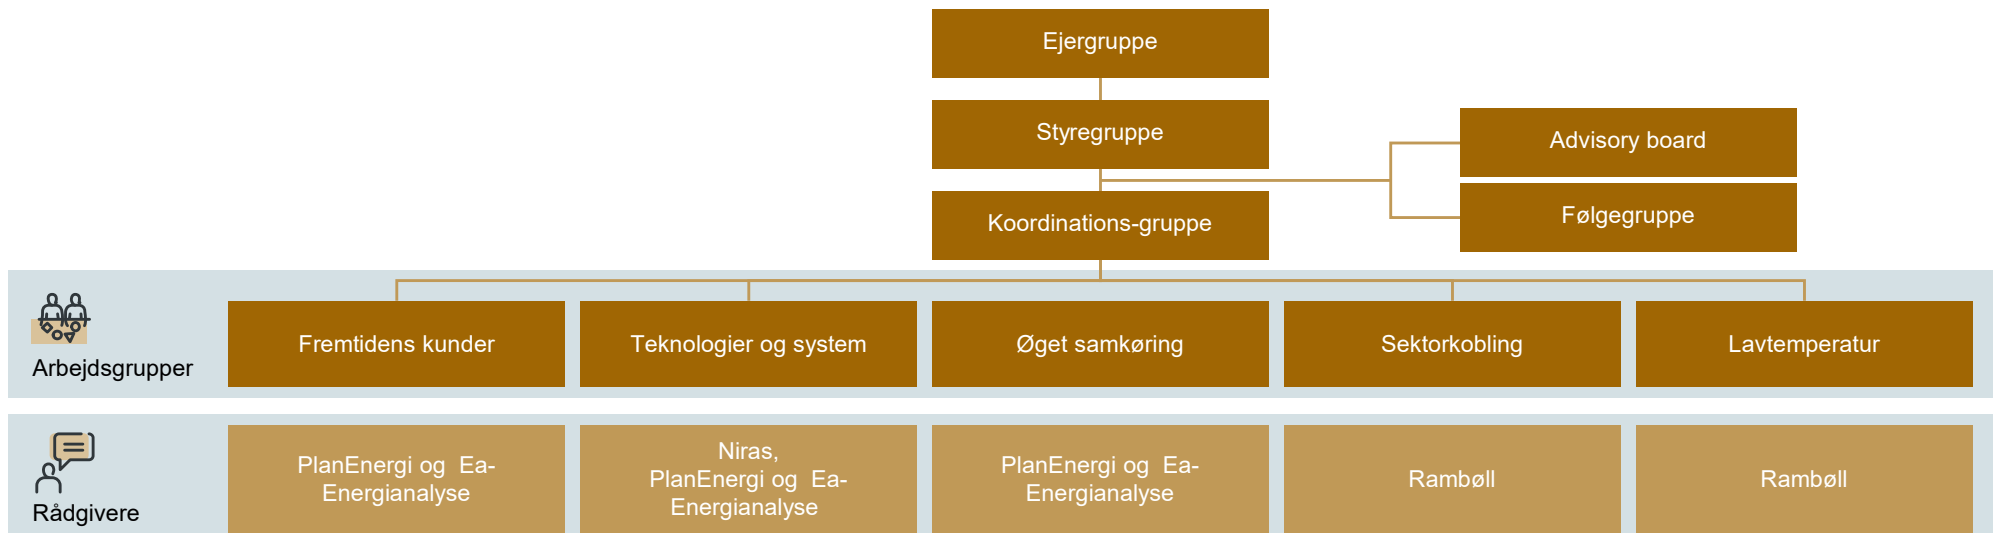 Ejergruppe
Styregruppe
Advisory board
Følgegruppe
Koordinations-gruppe
Arbejdsgrupper
Fremtidens kunder
Teknologier og system
Øget samkøring
Sektorkobling
Lavtemperatur
Rådgivere
PlanEnergi og  Ea-
Energianalyse
Niras,
PlanEnergi og  Ea-
Energianalyse
PlanEnergi og  Ea-
Energianalyse
Rambøll
Rambøll